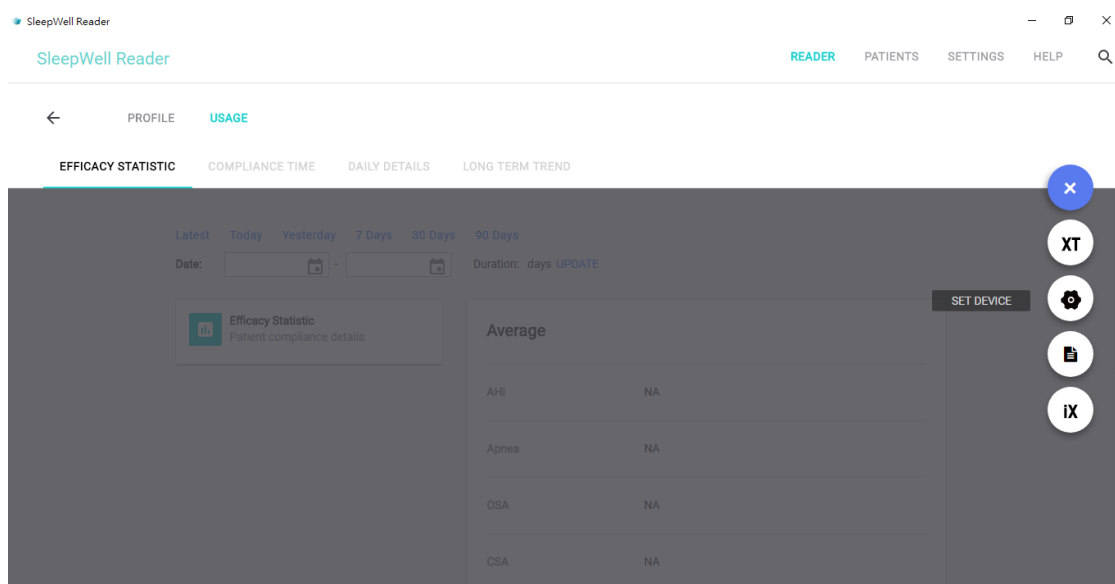 SleepWell Reader
SleepWell Reader READER PATIENTS SETTINGS HELP
PROFILE USAGE
EFFICACY STATISTIC COMPLIANCE TIME DAILY DETAILS LONG TERM TREND
Latest Today Yesterday 7 Days 30 Days 90 Days
XT
Date: - Duration: days UPDATE
SET DEVICE
Efficacy Statistic
Patient compliance details
Average
AHI NA
iX
Apnea NA
OSA NA
CSA NA